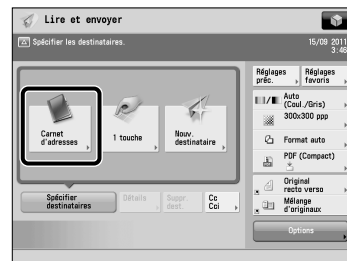 Lire et envoyer
Spécifier les destinataires.
15/09 2011
3:46
Réglages
préc.
Réglages
favoris
Auto
(Coul./Gris)
300x300 ppp
Format auto
PDF (Compact)
Original
recto verso
Mélange
d'originaux
Options
Carnet
d'adresses
1 touche
Nouv.
destinataire
Spécifier
destinataires
Détails
Suppr.
dest.
Cc
Cci